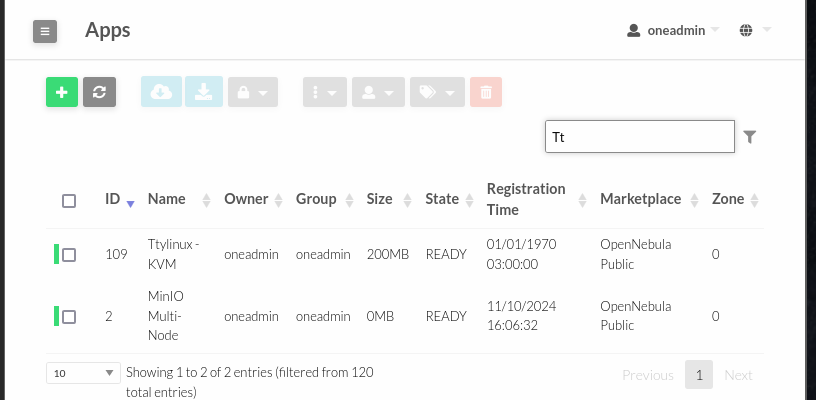 Apps
oneadmin
Tt
ID Name Owner Group Size State Registration Time Marketplace Zone
109 Ttylinux - KVM oneadmin oneadmin 200MB READY 01/01/1970 03:00:00 OpenNebula Public 0
2 MinIO Multi-Node oneadmin oneadmin 0MB READY 11/10/2024 16:06:32 OpenNebula Public 0
10
Showing 1 to 2 of 2 entries (filtered from 120
total entries)
Previous 1 Next